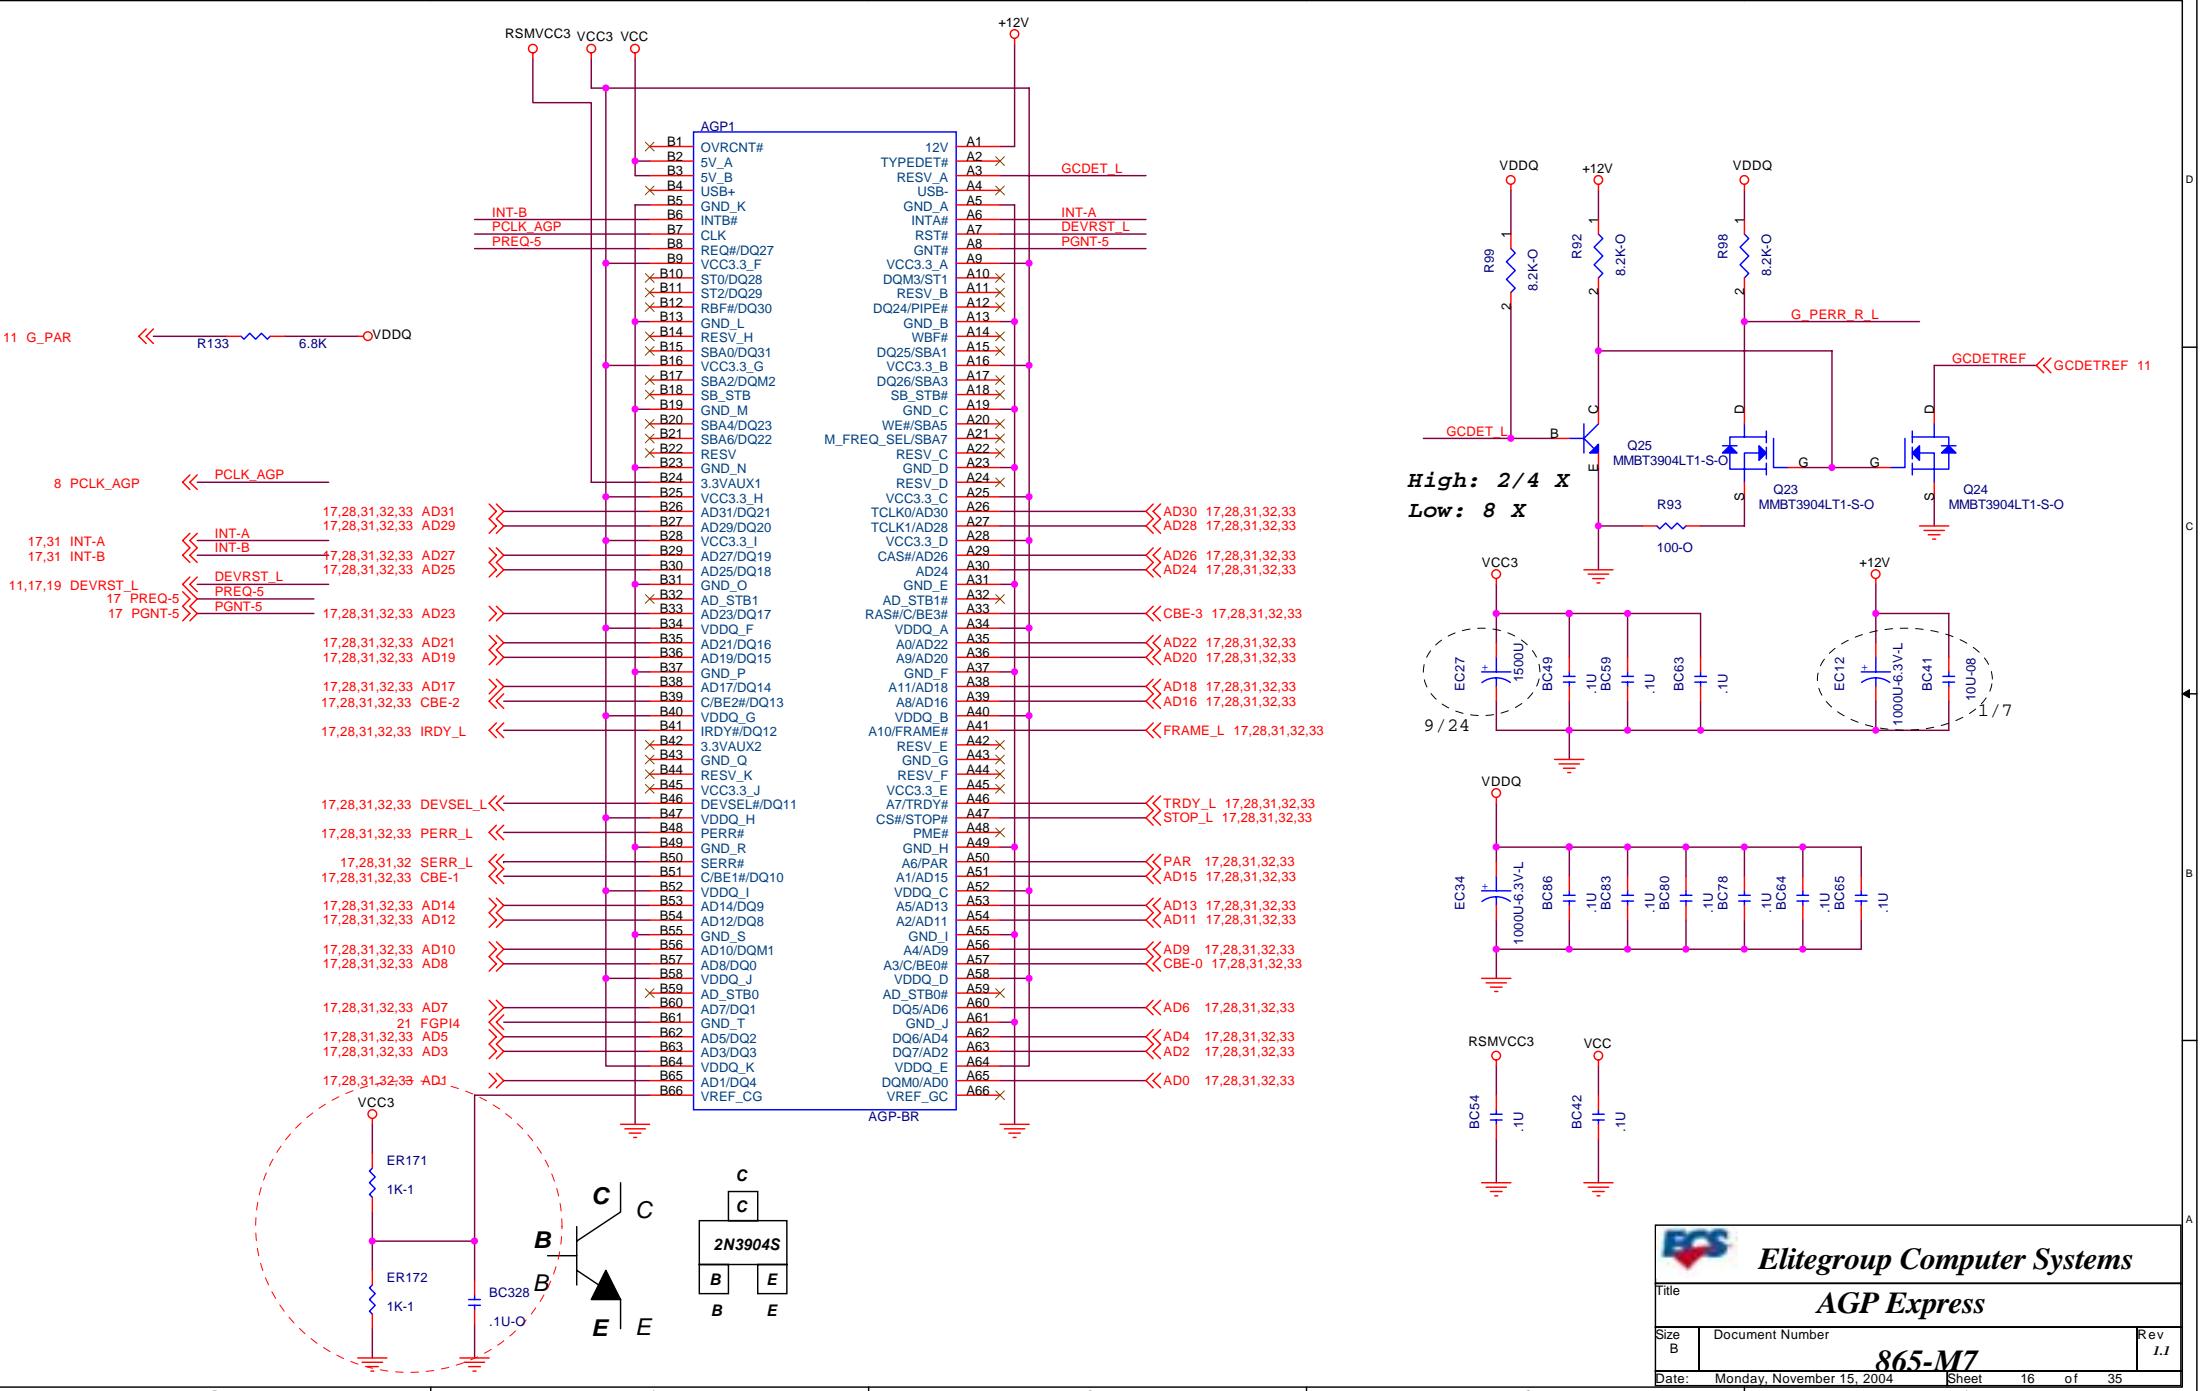 RSMVCC3 VCC3 VCC
+12V
AGP1
B1 OVRCNT# 12V A1
B2 5V_A TYPEDET# A2
B3 5V_B RESV_A A3 GCDET_L
B4 USB+ USB- A4
B5 GND_K GND_A A5
INT-B B6 INTB# INTA# A6 INT-A
PCLK_AGP B7 CLK RST# A7 DEVRST_L
PREQ-5 B8 REQ#/DQ27 GNT# A8 PGNT-5
B9 VCC3.3_F VCC3.3_A A9
B10 ST0/DQ28 DQM3/ST1 A10
B11 ST2/DQ29 RESV_B A11
B12 RBF#/DQ30 DQ24/PIPE# A12
B13 GND_L GND_B A13
B14 RESV_H WBF# A14
B15 SBA0/DQ31 DQ25/SBA1 A15
B16 VCC3.3_G VCC3.3_B A16
B17 SBA2/DQM2 DQ26/SBA3 A17
B18 SB_STB SB_STB# A18
B19 GND_M GND_C A19
B20 SBA4/DQ23 WE#/SBA5 A20
B21 SBA6/DQ22 M_FREQ_SEL/SBA7 A21
B22 RESV RESV_C A22
B23 GND_N GND_D A23
B24 3.3VAUX1 RESV_D A24
B25 VCC3.3_H VCC3.3_C A25
17,28,31,32,33 AD31 B26 AD31/DQ21 TCLK0/AD30 A26 AD30 17,28,31,32,33
17,28,31,32,33 AD29 B27 AD29/DQ20 TCLK1/AD28 A27 AD28 17,28,31,32,33
B28 VCC3.3_I VCC3.3_D A28
17,28,31,32,33 AD27 B29 AD27/DQ19 CAS#/AD26 A29 AD26 17,28,31,32,33
17,28,31,32,33 AD25 B30 AD25/DQ18 AD24 A30 AD24 17,28,31,32,33
B31 GND_O GND_E A31
B32 AD_STB1 AD_STB1# A32
17,28,31,32,33 AD23 B33 AD23/DQ17 RAS#/C/BE3# A33 CBE-3 17,28,31,32,33
B34 VDDQ_F VDDQ_A A34
17,28,31,32,33 AD21 B35 AD21/DQ16 A0/AD22 A35 AD22 17,28,31,32,33
17,28,31,32,33 AD19 B36 AD19/DQ15 A9/AD20 A36 AD20 17,28,31,32,33
B37 GND_P GND_F A37
17,28,31,32,33 AD17 B38 AD17/DQ14 A11/AD18 A38 AD18 17,28,31,32,33
17,28,31,32,33 CBE-2 B39 C/BE2#/DQ13 A8/AD16 A39 AD16 17,28,31,32,33
B40 VDDQ_G VDDQ_B A40
17,28,31,32,33 IRDY_L B41 IRDY#/DQ12 A10/FRAME# A41 FRAME_L 17,28,31,32,33
B42 3.3VAUX2 RESV_E A42
B43 GND_Q GND_G A43
B44 RESV_K RESV_F A44
B45 VCC3.3_J VCC3.3_E A45
17,28,31,32,33 DEVSEL_L B46 DEVSEL#/DQ11 A7/TRDY# A46 TRDY_L 17,28,31,32,33
B47 VDDQ_H CS#/STOP# A47 STOP_L 17,28,31,32,33
17,28,31,32,33 PERR_L B48 PERR# PME# A48
B49 GND_R GND_H A49
17,28,31,32 SERR_L B50 SERR# A6/PAR A50 PAR 17,28,31,32,33
17,28,31,32,33 CBE-1 B51 C/BE1#/DQ10 A1/AD15 A51 AD15 17,28,31,32,33
B52 VDDQ_I VDDQ_C A52
17,28,31,32,33 AD14 B53 AD14/DQ9 A5/AD13 A53 AD13 17,28,31,32,33
17,28,31,32,33 AD12 B54 AD12/DQ8 A2/AD11 A54 AD11 17,28,31,32,33
B55 GND_S GND_I A55
17,28,31,32,33 AD10 B56 AD10/DQM1 A4/AD9 A56 AD9 17,28,31,32,33
17,28,31,32,33 AD8 B57 AD8/DQ0 A3/C/BE0# A57 CBE-0 17,28,31,32,33
B58 VDDQ_J VDDQ_D A58
B59 AD_STB0 AD_STB0# A59
17,28,31,32,33 AD7 B60 AD7/DQ1 DQ5/AD6 A60 AD6 17,28,31,32,33
21 FGPI4 B61 GND_T GND_J A61
17,28,31,32,33 AD5 B62 AD5/DQ2 DQ6/AD4 A62 AD4 17,28,31,32,33
17,28,31,32,33 AD3 B63 AD3/DQ3 DQ7/AD2 A63 AD2 17,28,31,32,33
B64 VDDQ_K VDDQ_E A64
17,28,31,32,33 AD1 B65 AD1/DQ4 DQM0/AD0 A65 AD0 17,28,31,32,33
B66 VREF_CG VREF_GC A66
AGP-BR
11 G_PAR R133 6.8K VDDQ
8 PCLK_AGP PCLK_AGP
17,31 INT-A INT-A
17,31 INT-B INT-B
11,17,19 DEVRST_L DEVRST_L
17 PREQ-5 PREQ-5
17 PGNT-5 PGNT-5
VCC3
ER171
1K-1
ER172
1K-1
BC328
.1U-O
C C
B
B
E E
C
C
2N3904S
B E
B E
VDDQ +12V VDDQ
1 1 1
R99 8.2K-O R92 8.2K-O R98 8.2K-O
2 2 2
G_PERR_R_L
GCDETREF GCDETREF 11
GCDET_L B C E
Q25
MMBT3904LT1-S-O
D G S
Q23
MMBT3904LT1-S-O
D G S
Q24
MMBT3904LT1-S-O
R93
100-O
High: 2/4 X
Low: 8 X
VCC3 +12V
EC27 1500U BC49 .1U BC59 .1U BC63 .1U
9/24
EC12 1000U-6.3V-L BC41 10U-08
1/7
VDDQ
EC34 1000U-6.3V-L BC86 .1U BC83 .1U BC80 .1U BC78 .1U BC64 .1U BC65 .1U
RSMVCC3 VCC
BC54 .1U BC42 .1U
D
C
B
A
ECS Elitegroup Computer Systems
Title
AGP Express
Size B
Document Number
865-M7
Rev 1.1
Date: Monday, November 15, 2004 Sheet 16 of 35